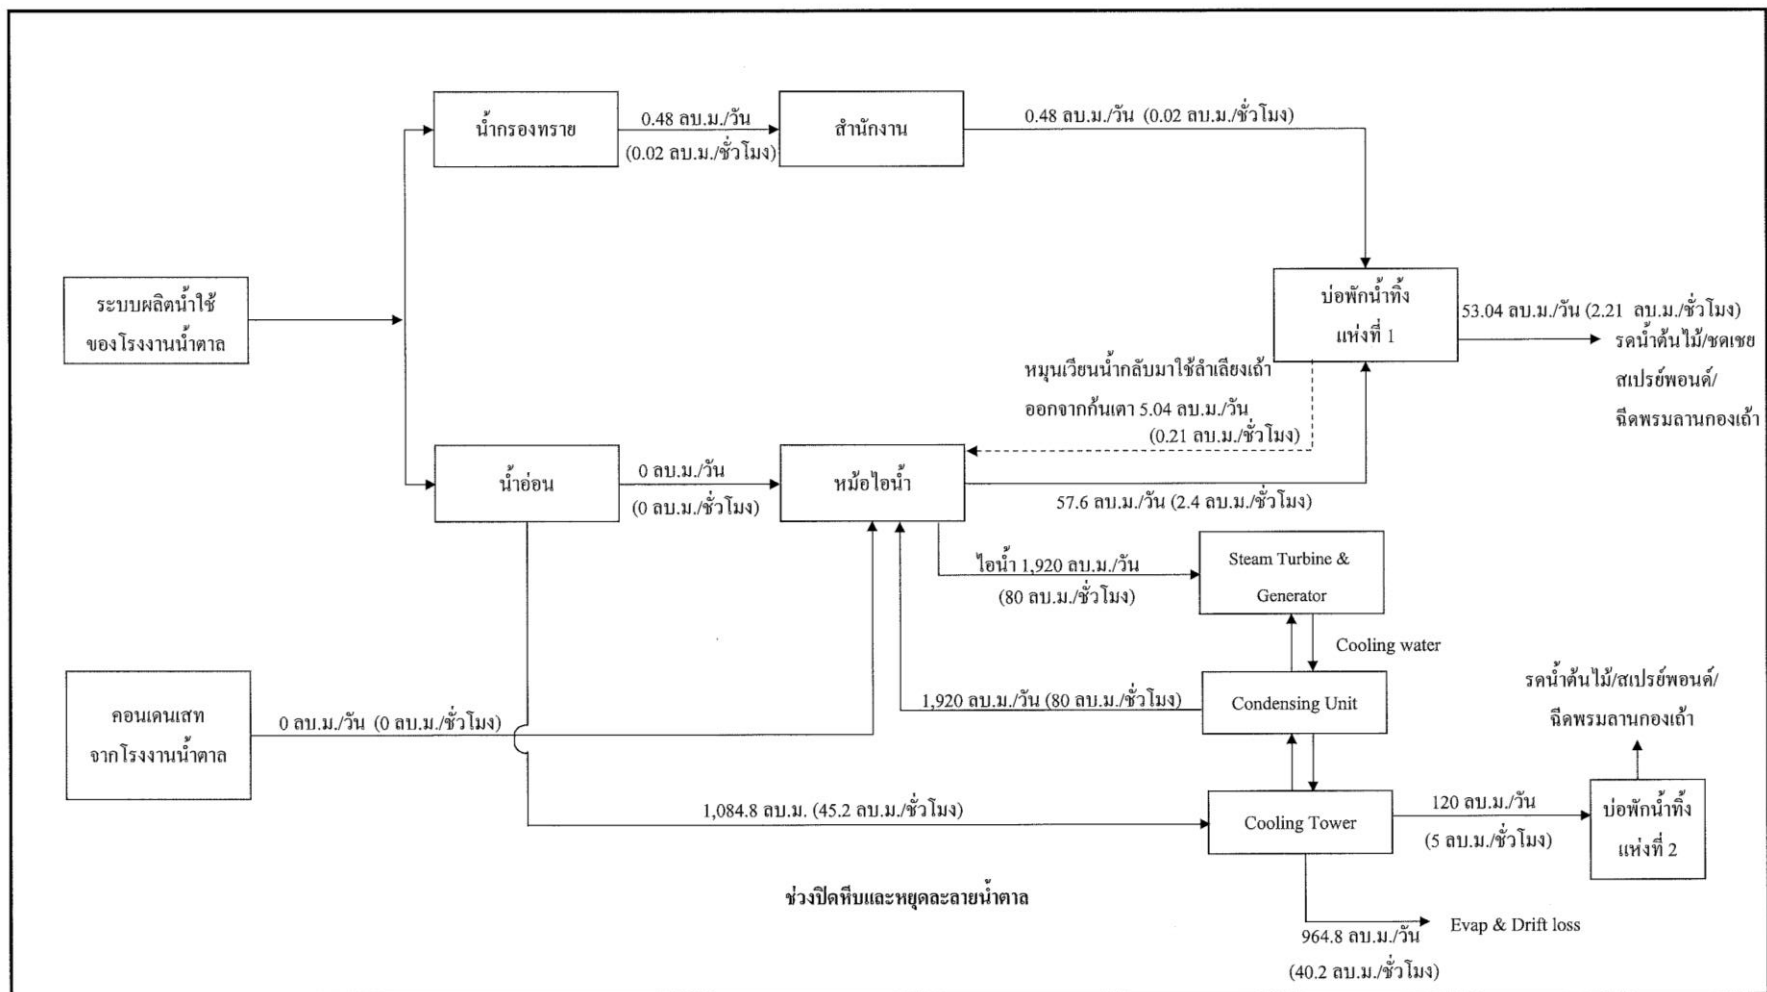 น้ำกรองทราย
0.48 ลบ.ม./วัน
(0.02 ลบ.ม./ชั่วโมง)
สำนักงาน
0.48 ลบ.ม./วัน (0.02 ลบ.ม./ชั่วโมง)
ระบบผลิตน้ำใช้
ของโรงงานน้ำตาล
บ่อพักน้ำทิ้ง
แห่งที่ 1
53.04 ลบ.ม./วัน (2.21 ลบ.ม./ชั่วโมง)
รดน้ำต้นไม้/ชดเชย
สเปรย์พอนด์/
ฉีดพรมลานกองเถ้า
หมุนเวียนน้ำกลับมาใช้ลำเลียงเถ้า
ออกจากก้นเตา 5.04 ลบ.ม./วัน
(0.21 ลบ.ม./ชั่วโมง)
น้ำอ่อน
0 ลบ.ม./วัน
(0 ลบ.ม./ชั่วโมง)
หม้อไอน้ำ
57.6 ลบ.ม./วัน (2.4 ลบ.ม./ชั่วโมง)
ไอน้ำ 1,920 ลบ.ม./วัน
(80 ลบ.ม./ชั่วโมง)
Steam Turbine &
Generator
Cooling water
คอนเดนเสท
จากโรงงานน้ำตาล
0 ลบ.ม./วัน (0 ลบ.ม./ชั่วโมง)
1,920 ลบ.ม./วัน (80 ลบ.ม./ชั่วโมง)
Condensing Unit
รดน้ำต้นไม้/สเปรย์พอนด์/
ฉีดพรมลานกองเถ้า
1,084.8 ลบ.ม. (45.2 ลบ.ม./ชั่วโมง)
Cooling Tower
120 ลบ.ม./วัน
(5 ลบ.ม./ชั่วโมง)
บ่อพักน้ำทิ้ง
แห่งที่ 2
ช่วงปิดหีบและหยุดละลายน้ำตาล
964.8 ลบ.ม./วัน
(40.2 ลบ.ม./ชั่วโมง)
Evap & Drift loss